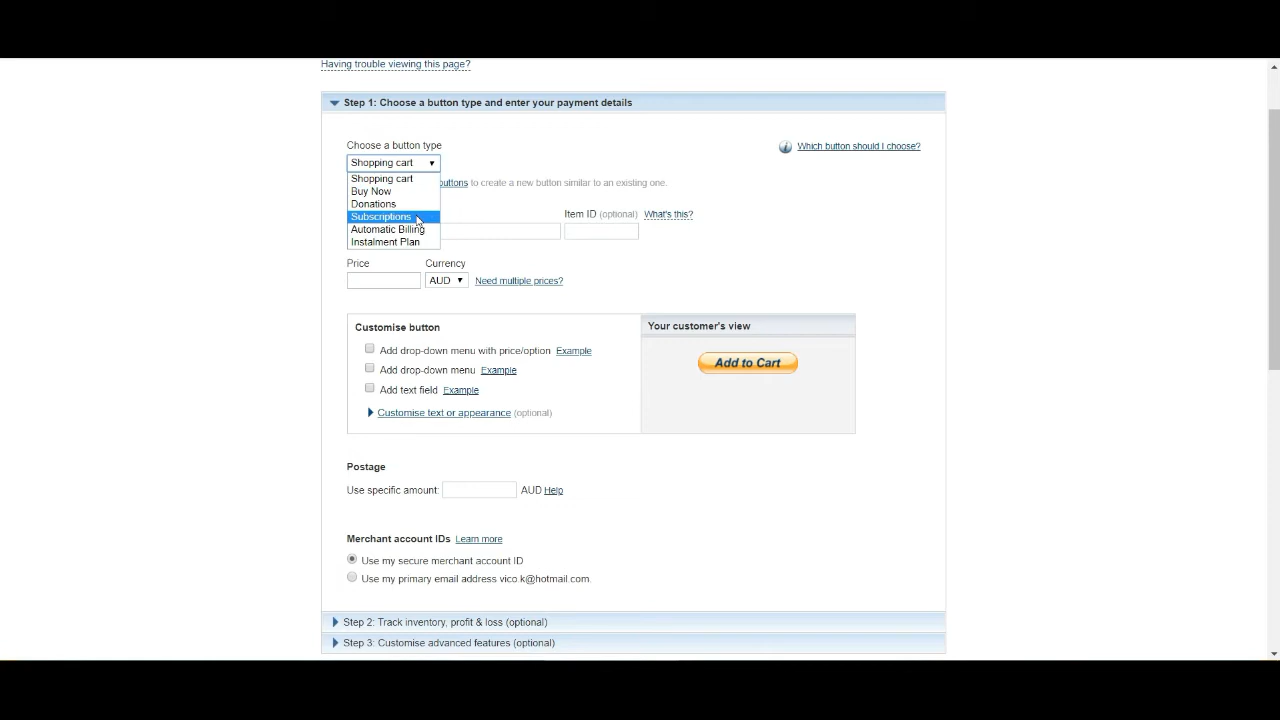 Having trouble viewing this page?
Step 1: Choose a button type and enter your payment details
Choose a button type
Which button should I choose?
Shopping cart
Shopping cart
Buy Now
Donations
Subscriptions
Automatic Billing
Instalment Plan
buttons to create a new button similar to an existing one.
Item ID (optional) What's this?
Price Currency
AUD Need multiple prices?
Customise button
Your customer's view
Add drop-down menu with price/option Example
Add to Cart
Add drop-down menu Example
Add text field Example
Customise text or appearance (optional)
Postage
Use specific amount: AUD Help
Merchant account IDs Learn more
Use my secure merchant account ID
Use my primary email address vico.k@hotmail.com
Step 2: Track inventory, profit & loss (optional)
Step 3: Customise advanced features (optional)